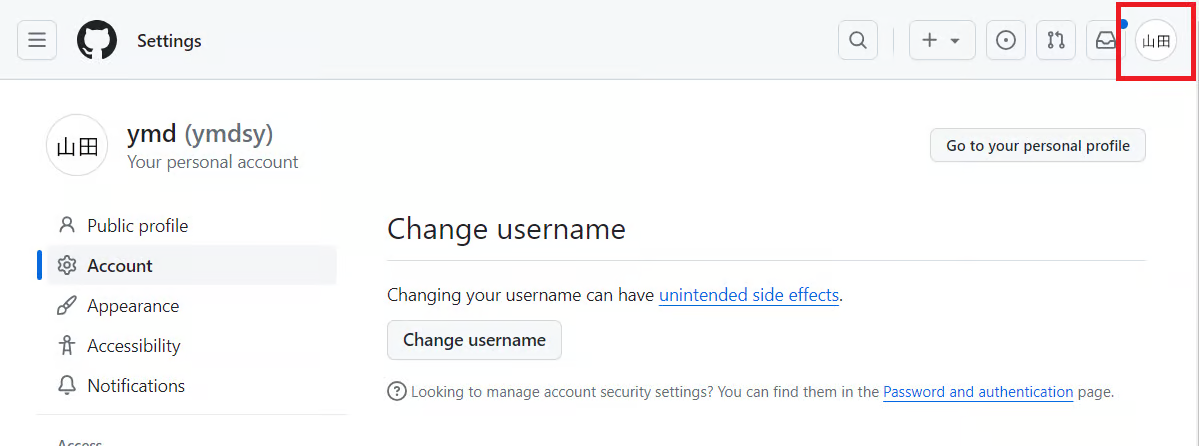 Settings
山田
山田
ymd (ymdsy)
Your personal account
Go to your personal profile
Public profile
Account
Appearance
Accessibility
Notifications
Access
Change username
Changing your username can have unintended side effects.
Change username
Looking to manage account security settings? You can find them in the Password and authentication page.